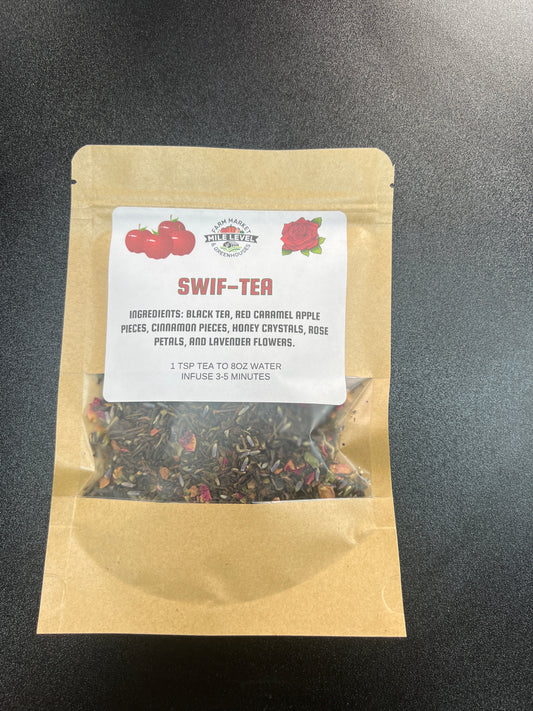 FARM MARKET
MILE LEVEL
& GREENHOUSES
SWIF-TEA
INGREDIENTS: BLACK TEA, RED CARAMEL APPLE
PIECES, CINNAMON PIECES, HONEY CRYSTALS, ROSE
PETALS, AND LAVENDER FLOWERS.
1 TSP TEA TO 8OZ WATER
INFUSE 3-5 MINUTES